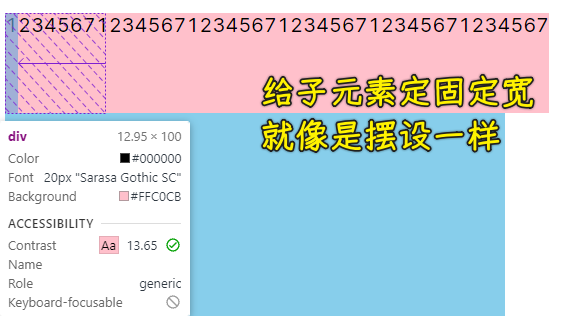 123456712345671234567123456712345671234567
给子元素定固定宽
就像是摆设一样
div 12.95 × 100
Color #000000
Font 20px "Sarasa Gothic SC"
Background #FFC0CB
ACCESSIBILITY
Contrast Aa 13.65
Name
Role generic
Keyboard-focusable